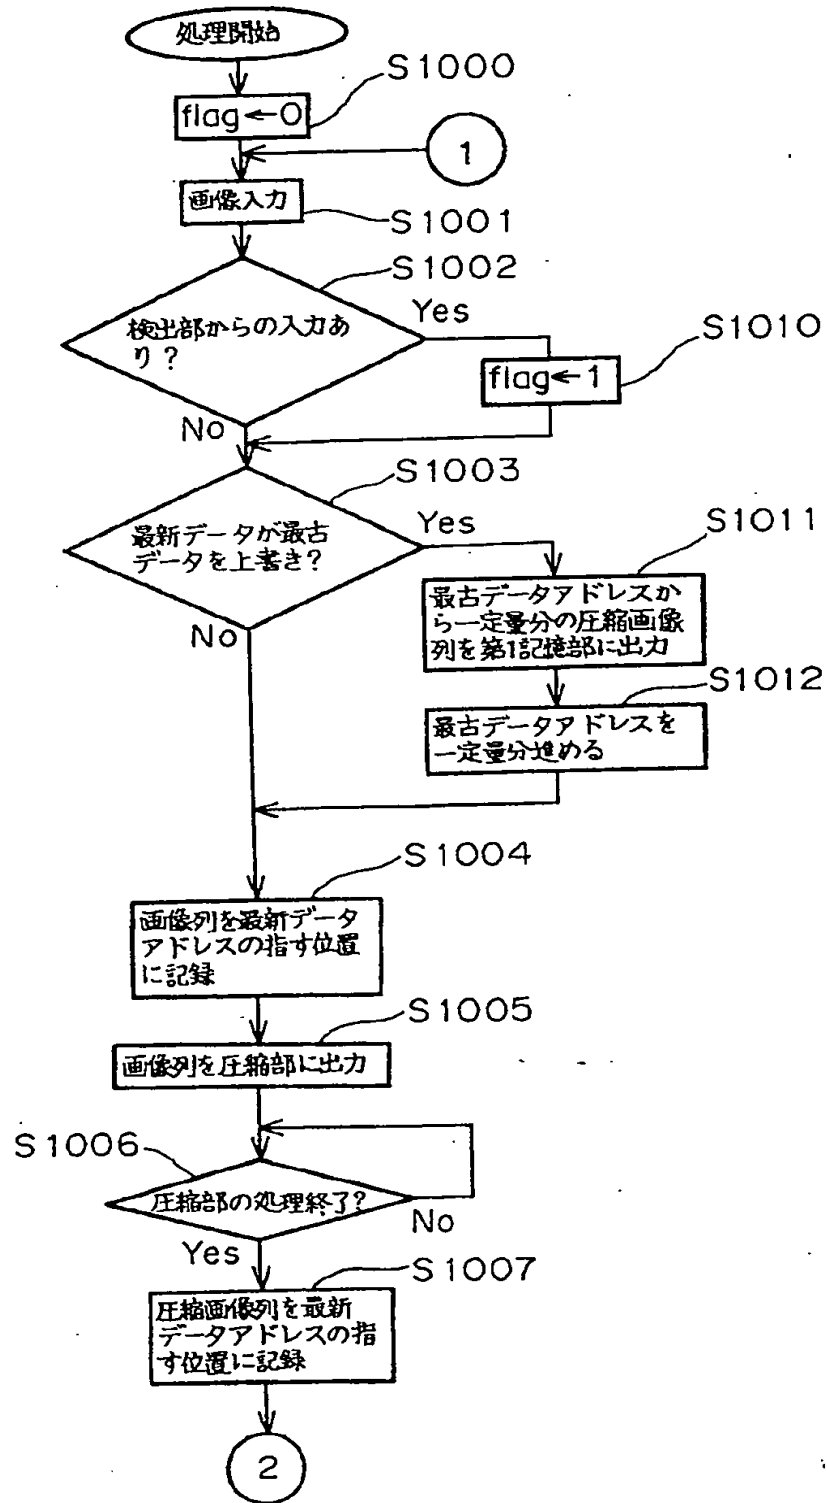 処理開始
S1000
flag←0
1
画像入力
S1001
S1002
検出部からの入力あ
り?
Yes
S1010
flag←1
No
S1003
最新データが最古
データを上書き?
Yes
S1011
最古データアドレスか
ら一定量分の圧縮画像
列を第1記憶部に出力
No
S1012
最古データアドレスを
一定量分進める
S1004
画像列を最新データ
アドレスの指す位置
に記録
S1005
画像列を圧縮部に出力
S1006
圧縮部の処理終了?
No
Yes
S1007
圧縮画像列を最新
データアドレスの指
す位置に記録
2